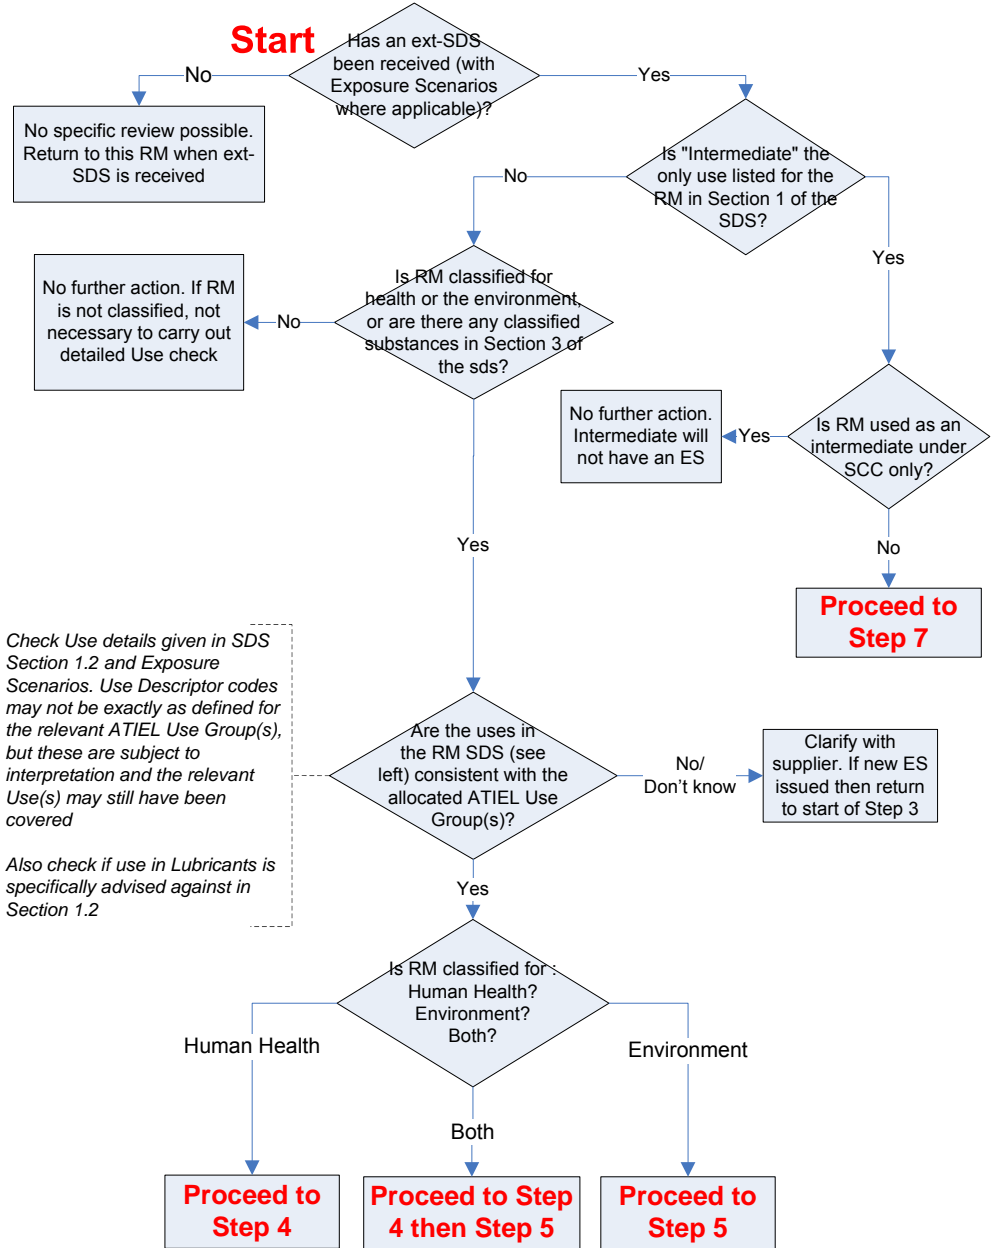 Start
Has an ext-SDS
been received (with
Exposure Scenarios
where applicable)?
No
Yes
No specific review possible.
Return to this RM when ext-
SDS is received
Is "Intermediate" the
only use listed for the
RM in Section 1 of the
SDS?
No
Yes
Is RM classified for
health or the environment,
or are there any classified
substances in Section 3 of
the sds?
No
No further action. If RM
is not classified, not
necessary to carry out
detailed Use check
Is RM used as an
intermediate under
SCC only?
Yes
No further action.
Intermediate will
not have an ES
No
Proceed to
Step 7
Yes
Check Use details given in SDS
Section 1.2 and Exposure
Scenarios. Use Descriptor codes
may not be exactly as defined for
the relevant ATIEL Use Group(s),
but these are subject to
interpretation and the relevant
Use(s) may still have been
covered
Also check if use in Lubricants is
specifically advised against in
Section 1.2
Are the uses in
the RM SDS (see
left) consistent with the
allocated ATIEL Use
Group(s)?
No/
Don't know
Clarify with
supplier. If new ES
issued then return
to start of Step 3
Yes
Is RM classified for :
Human Health?
Environment?
Both?
Human Health
Both
Environment
Proceed to
Step 4
Proceed to Step
4 then Step 5
Proceed to
Step 5